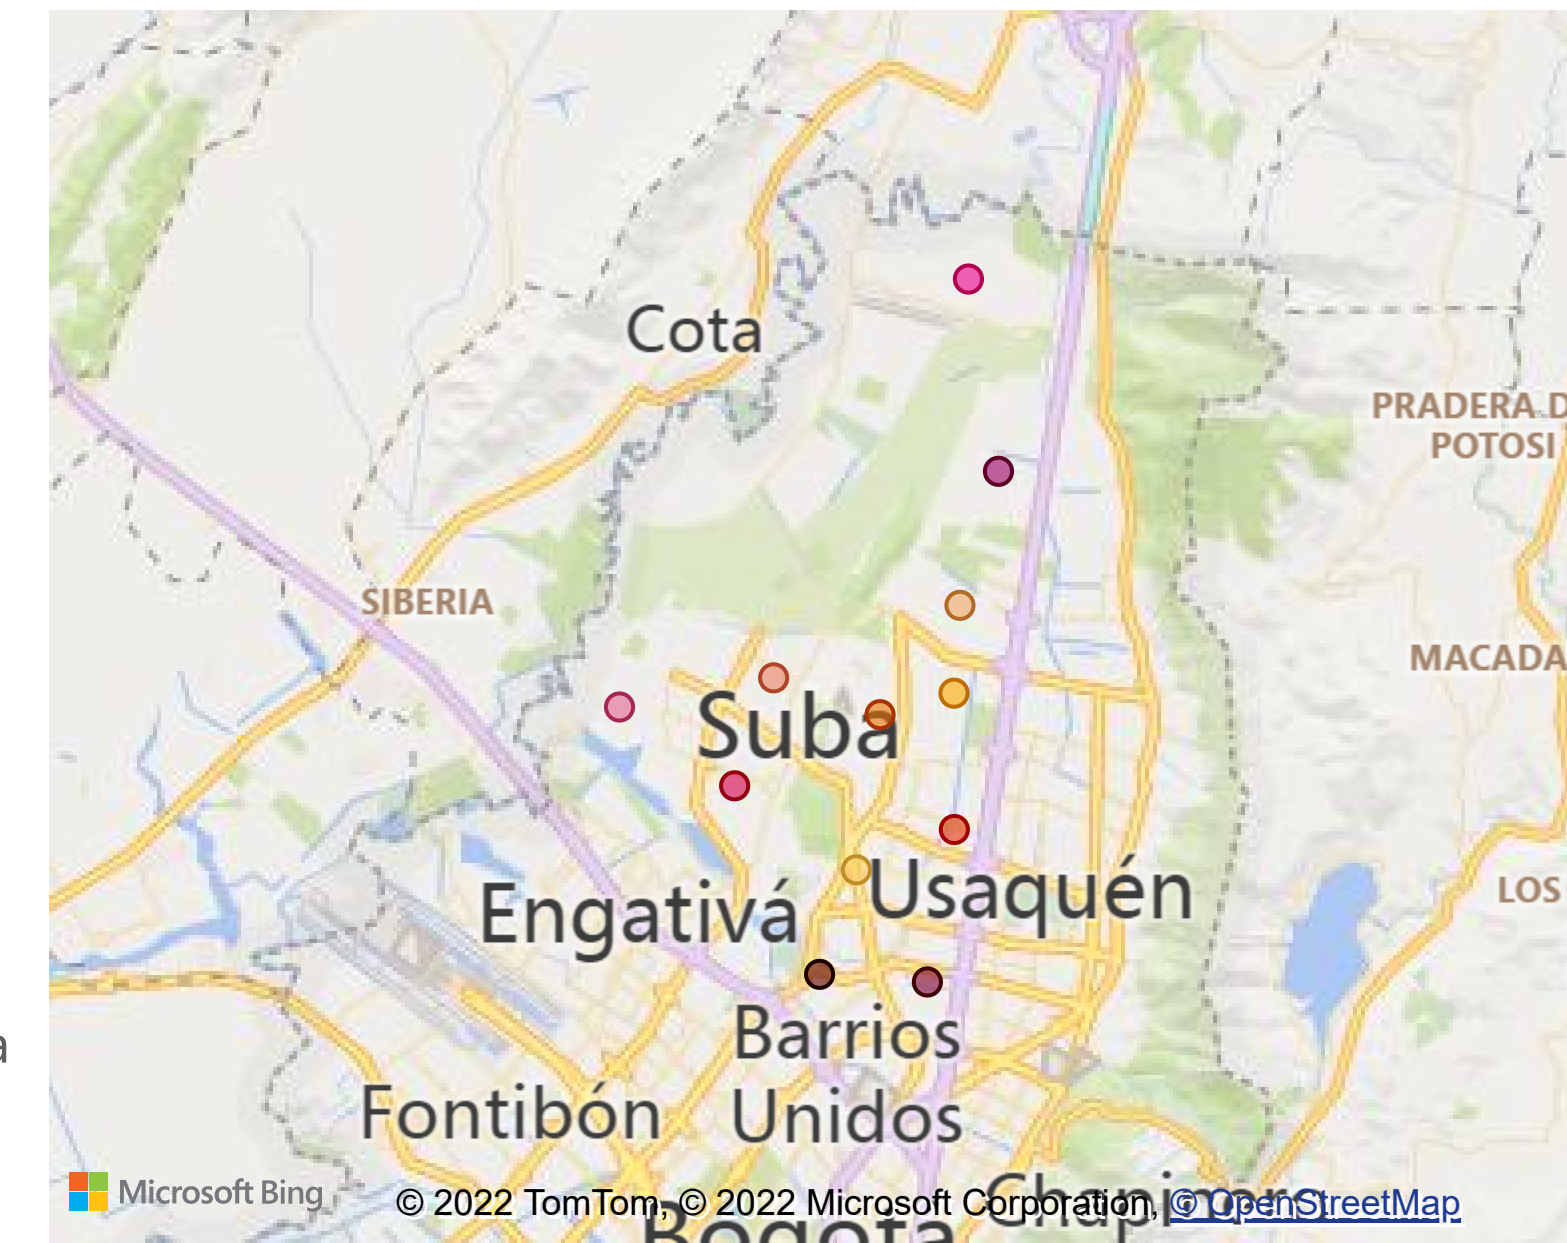 Cota
PRADERA D
POTOSI
SIBERIA
MACADA
Suba
Usaquén
LOS
Engativá
Barrios
Unidos
a
Fontibón
Microsoft Bing
© 2022 TomTom, © 2022 Microsoft Corporation, © OpenStreetMap
Bogotá